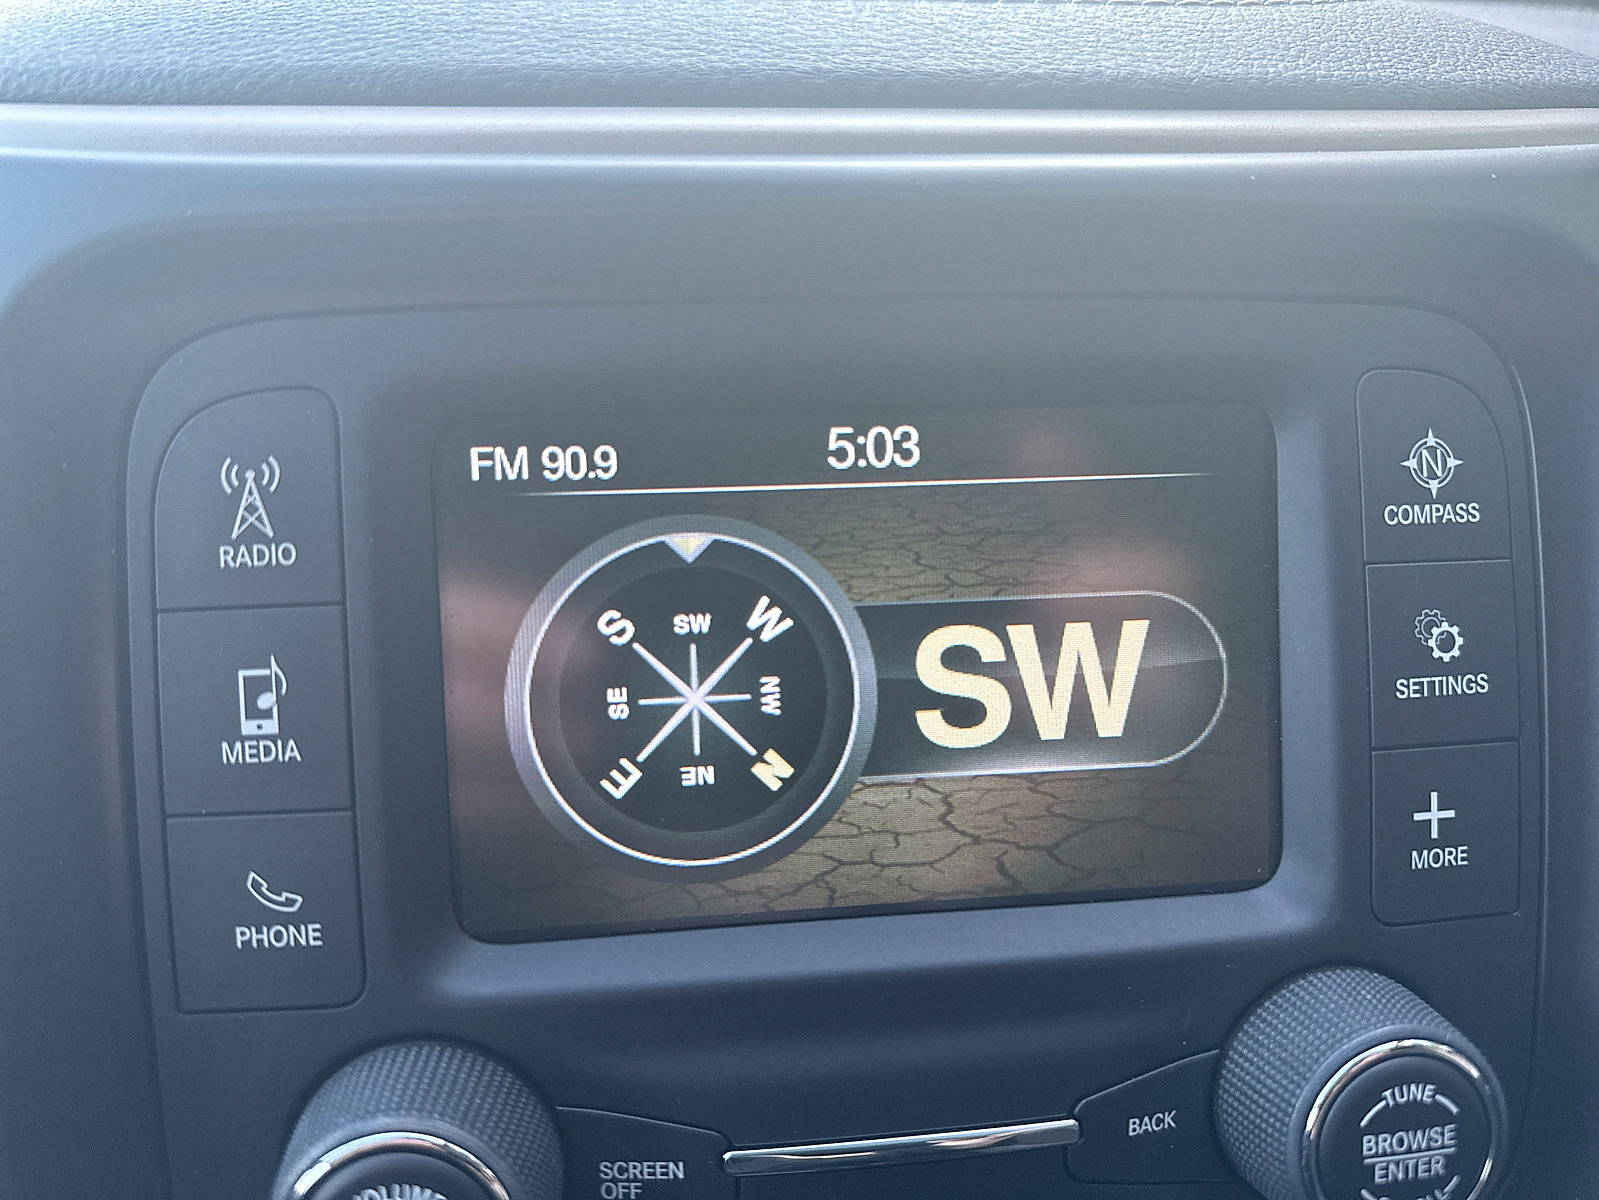 FM 90.9
5:03
S
SW
W
SE
NW
E
NE
N
SW
RADIO
MEDIA
PHONE
N
COMPASS
SETTINGS
MORE
VOLUME
SCREEN
OFF
BACK
TUNE
BROWSE
ENTER